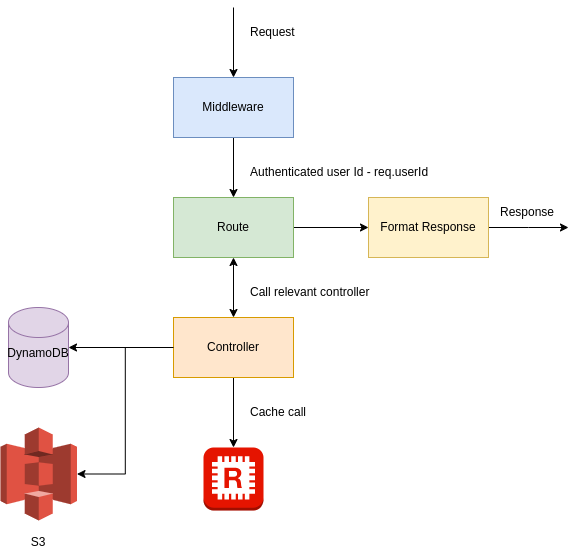 Request
Middleware
Authenticated user Id - req.userId
Response
Route
Format Response
Call relevant controller
Controller
DynamoDB
Cache call
R
S3